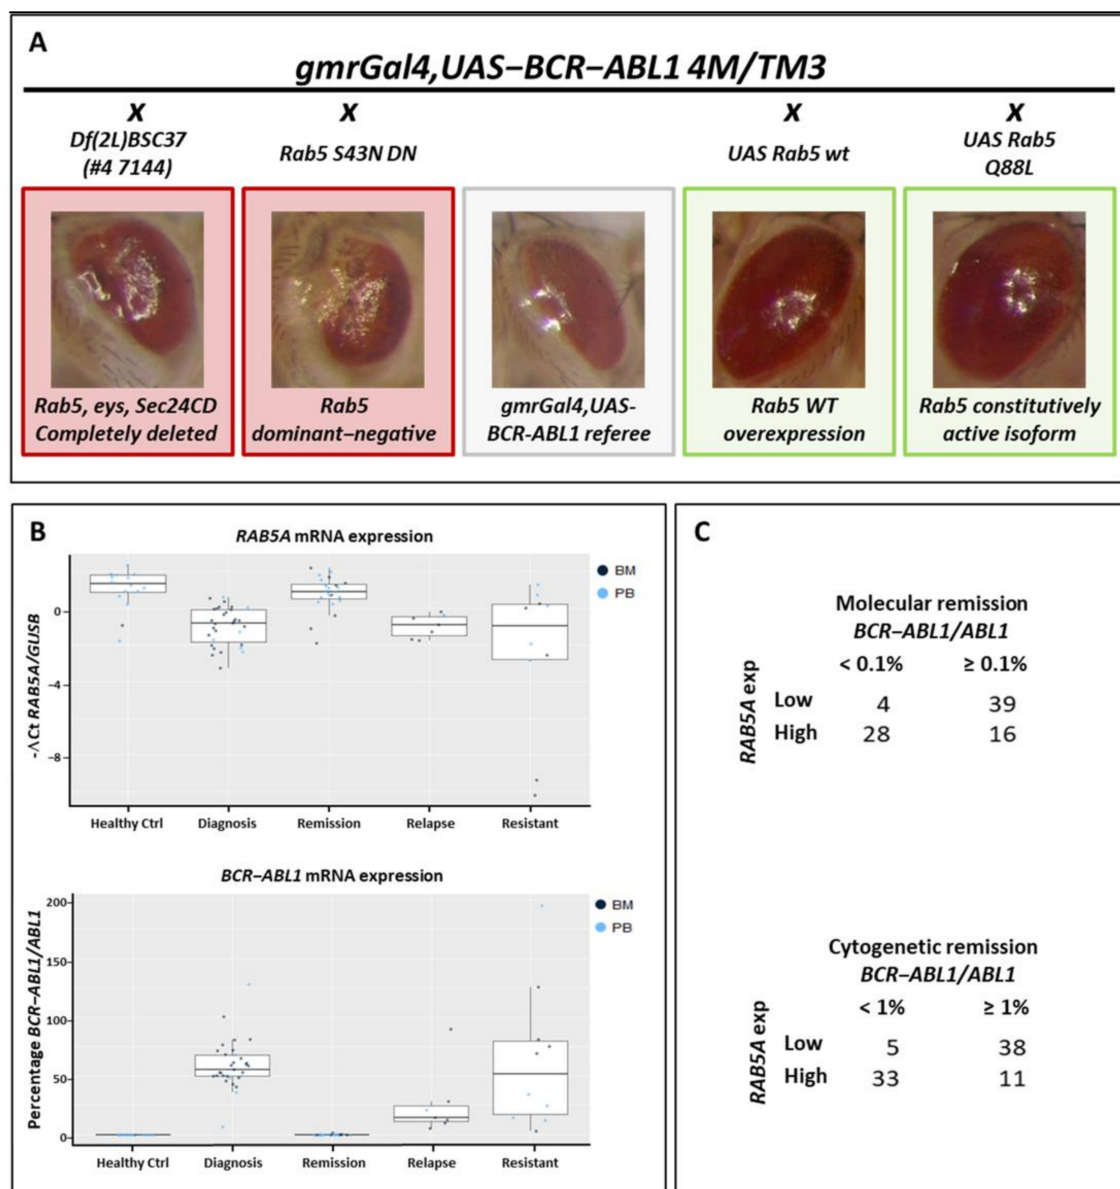 A
gmrGal4,UAS–BCR–ABL1 4M/TM3
X X X X
Df(2L)BSC37
(#4 7144)
Rab5 S43N DN
UAS Rab5 wt
UAS Rab5
Q88L
Rab5, eys, Sec24CD
Completely deleted
Rab5
dominant–negative
gmrGal4,UAS-
BCR-ABL1 referee
Rab5 WT
overexpression
Rab5 constitutively
active isoform
B
RAB5A mRNA expression
-ΔCt RAB5A/GUSB
0
−4
−8
Healthy Ctrl Diagnosis Remission Relapse Resistant
BM
PB
BCR–ABL1 mRNA expression
Percentage BCR–ABL1/ABL1
200
150
100
50
0
Healthy Ctrl Diagnosis Remission Relapse Resistant
BM
PB
C
Molecular remission
BCR–ABL1/ABL1
< 0.1% ≥ 0.1%
RAB5A exp
Low 4 39
High 28 16
Cytogenetic remission
BCR–ABL1/ABL1
< 1% ≥ 1%
RAB5A exp
Low 5 38
High 33 11